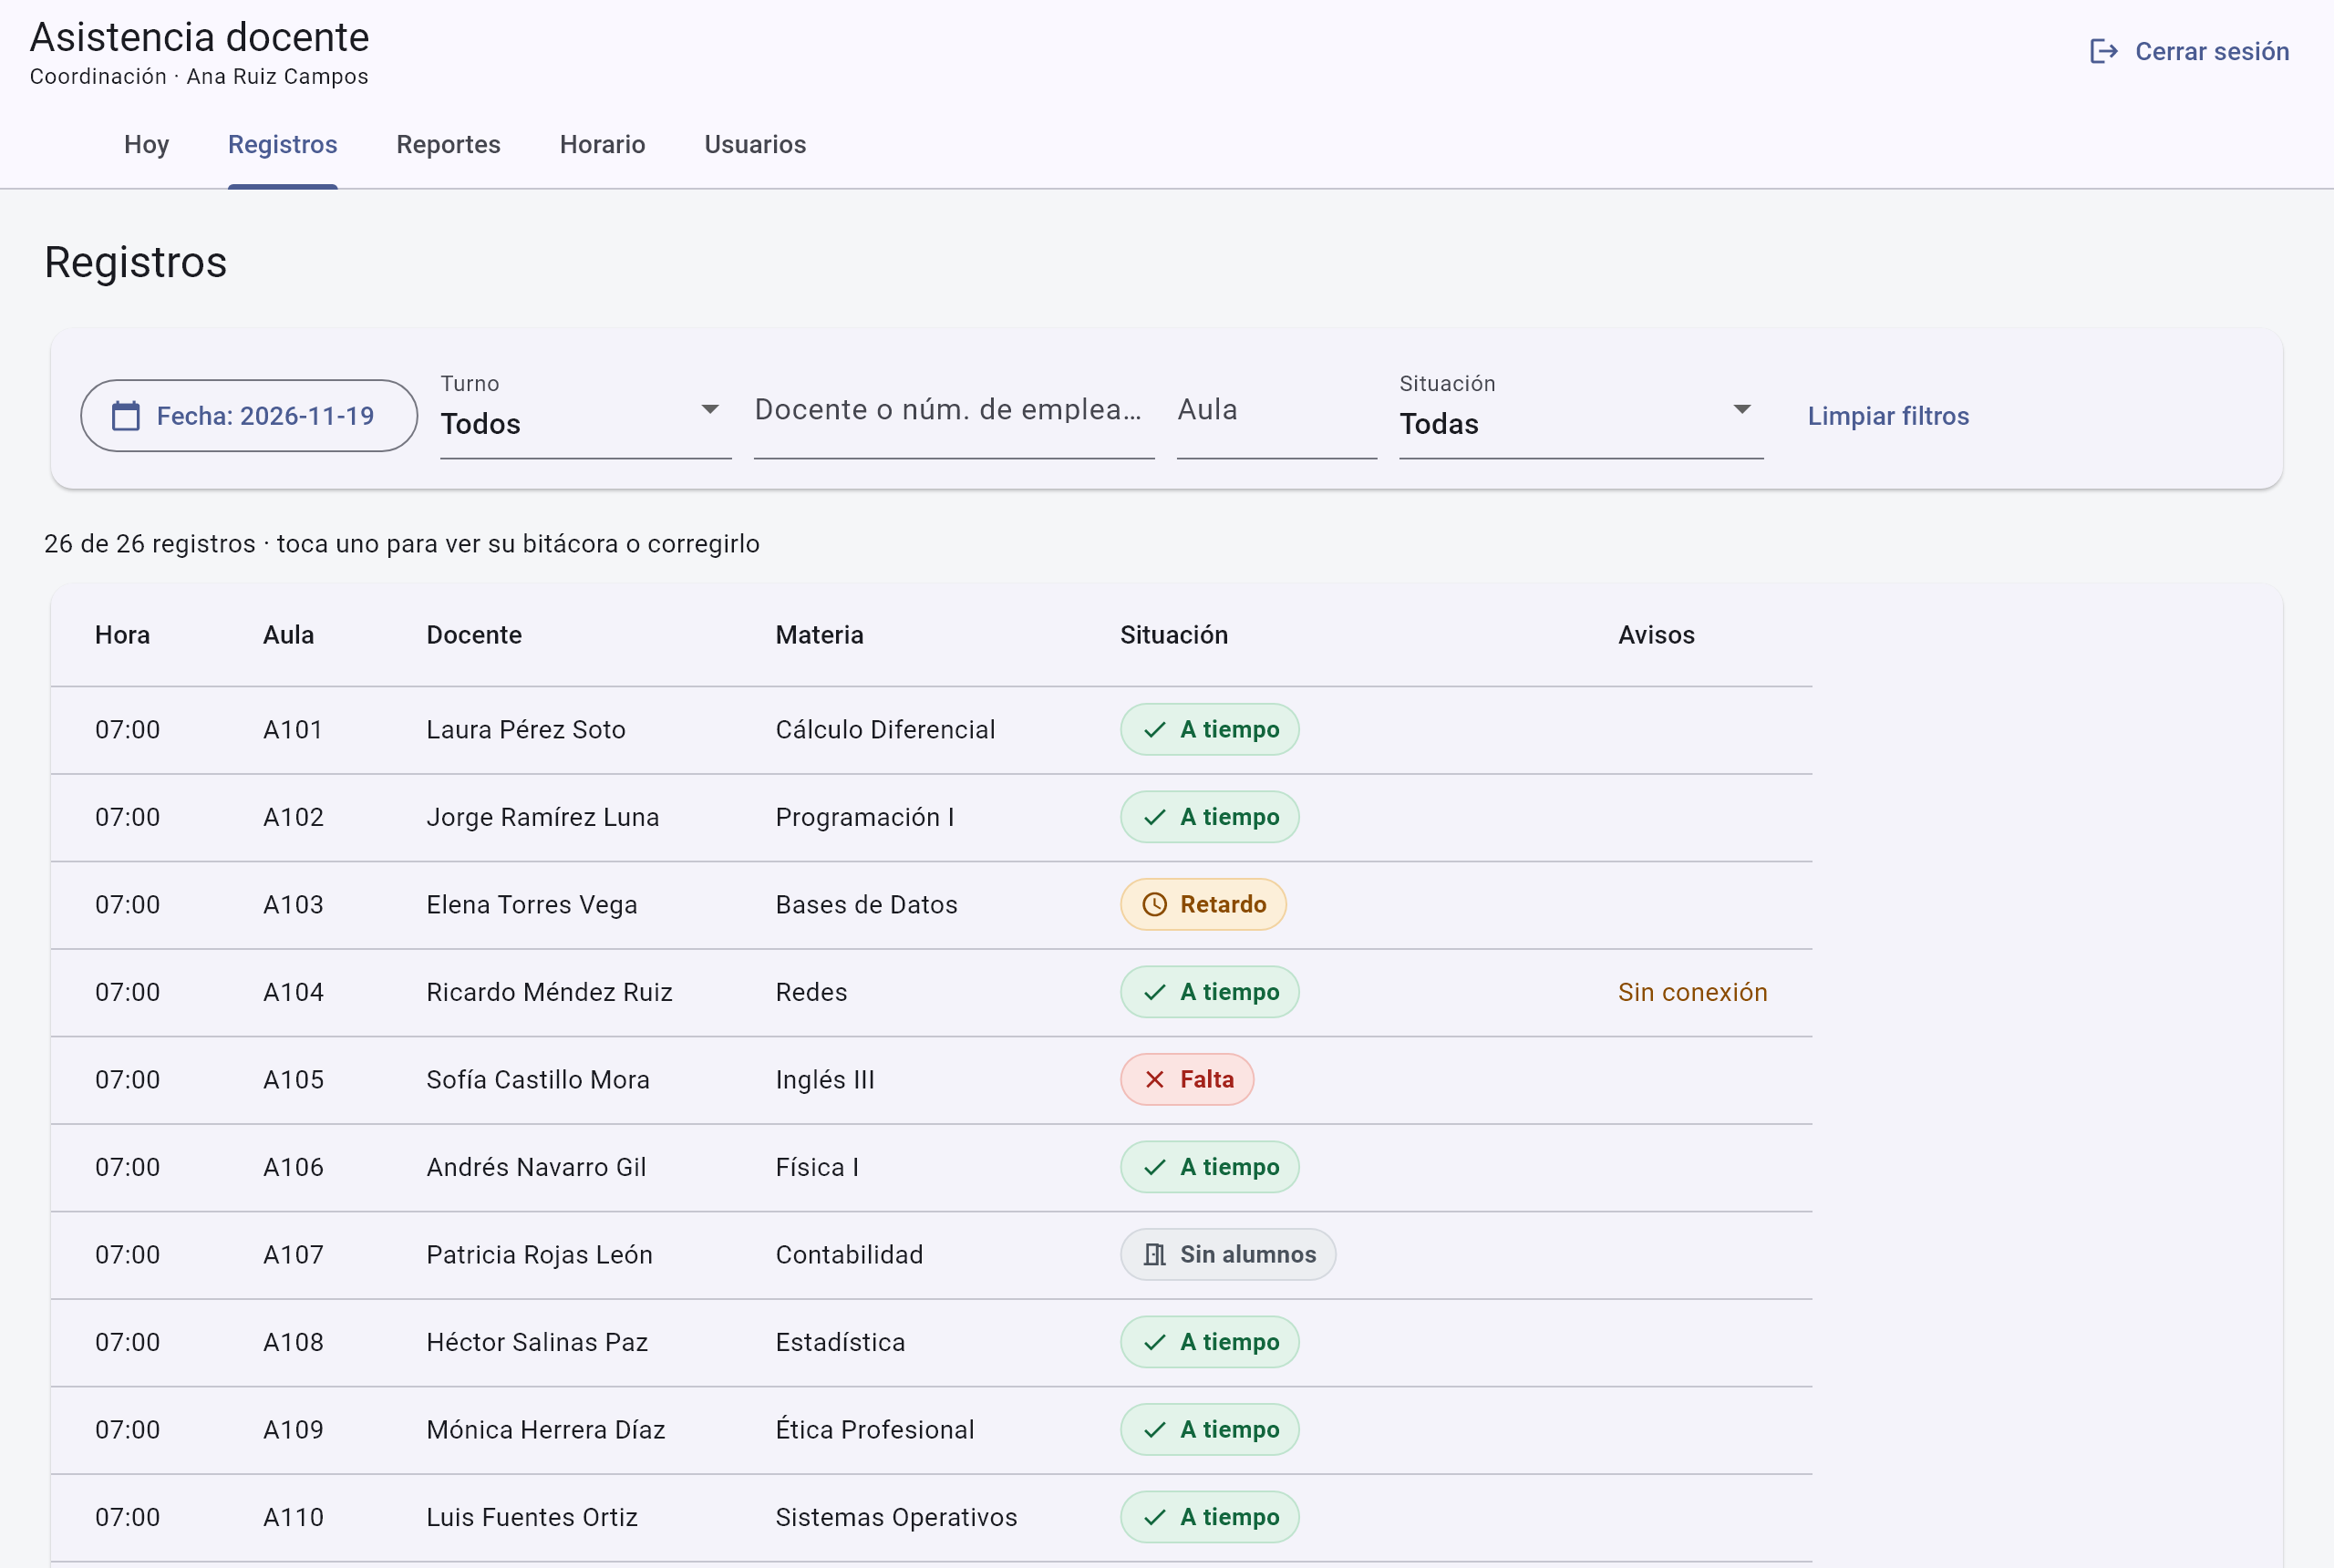 Asistencia docente
Coordinación · Ana Ruiz Campos
Cerrar sesión
Hoy Registros Reportes Horario Usuarios
Registros
Fecha: 2026-11-19
Turno
Todos
Docente o núm. de emplea…
Aula
Situación
Todas
Limpiar filtros
26 de 26 registros · toca uno para ver su bitácora o corregirlo
Hora Aula Docente Materia Situación Avisos
07:00 A101 Laura Pérez Soto Cálculo Diferencial A tiempo
07:00 A102 Jorge Ramírez Luna Programación I A tiempo
07:00 A103 Elena Torres Vega Bases de Datos Retardo
07:00 A104 Ricardo Méndez Ruiz Redes A tiempo Sin conexión
07:00 A105 Sofía Castillo Mora Inglés III Falta
07:00 A106 Andrés Navarro Gil Física I A tiempo
07:00 A107 Patricia Rojas León Contabilidad Sin alumnos
07:00 A108 Héctor Salinas Paz Estadística A tiempo
07:00 A109 Mónica Herrera Díaz Ética Profesional A tiempo
07:00 A110 Luis Fuentes Ortiz Sistemas Operativos A tiempo